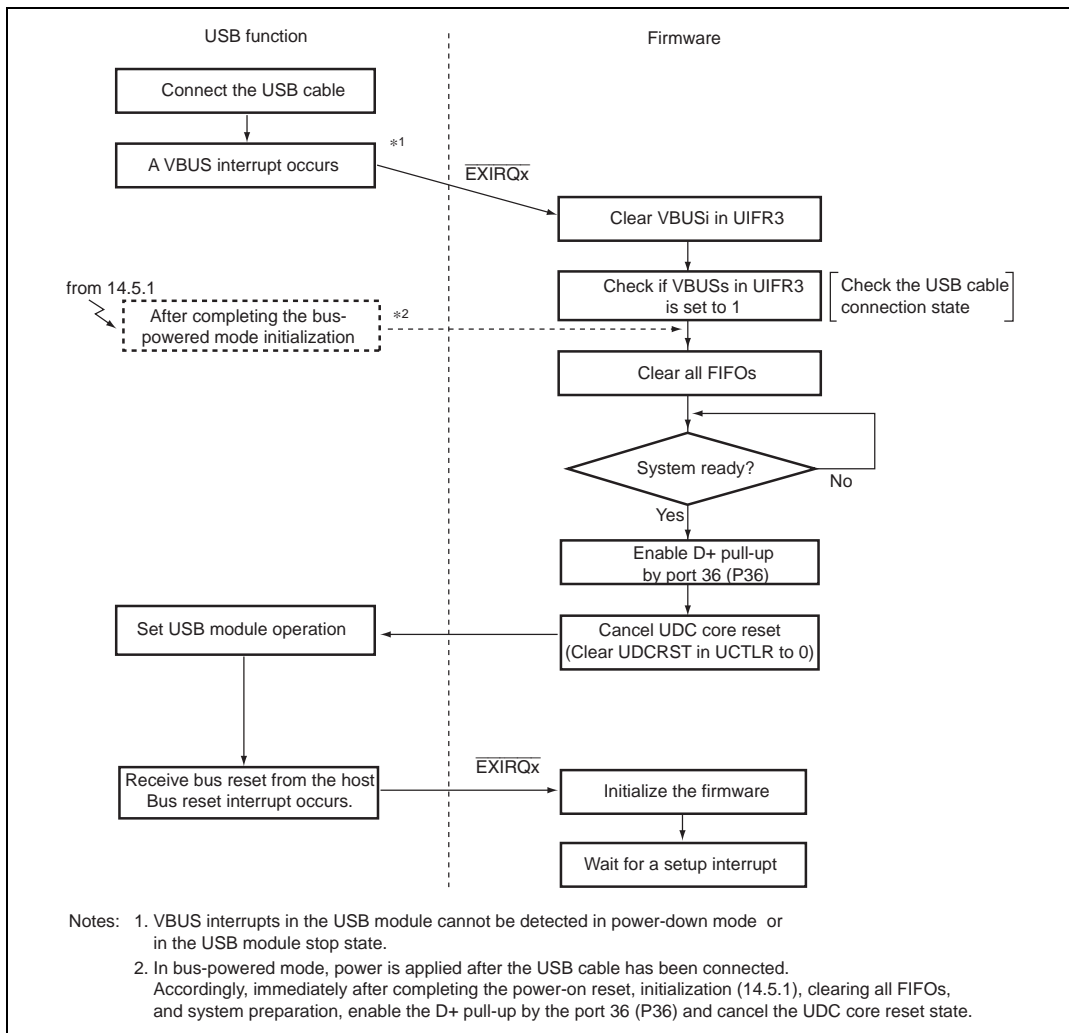 USB function
Firmware
Connect the USB cable
A VBUS interrupt occurs
*1
EXIRQx
Clear VBUSi in UIFR3
Check if VBUSs in UIFR3
is set to 1
Check the USB cable
connection state
from 14.5.1
After completing the bus-
powered mode initialization
*2
Clear all FIFOs
System ready?
No
Yes
Enable D+ pull-up
by port 36 (P36)
Set USB module operation
Cancel UDC core reset
(Clear UDCRST in UCTLR to 0)
Receive bus reset from the host
Bus reset interrupt occurs.
EXIRQx
Initialize the firmware
Wait for a setup interrupt
Notes: 1. VBUS interrupts in the USB module cannot be detected in power-down mode or
in the USB module stop state.
2. In bus-powered mode, power is applied after the USB cable has been connected.
Accordingly, immediately after completing the power-on reset, initialization (14.5.1), clearing all FIFOs,
and system preparation, enable the D+ pull-up by the port 36 (P36) and cancel the UDC core reset state.